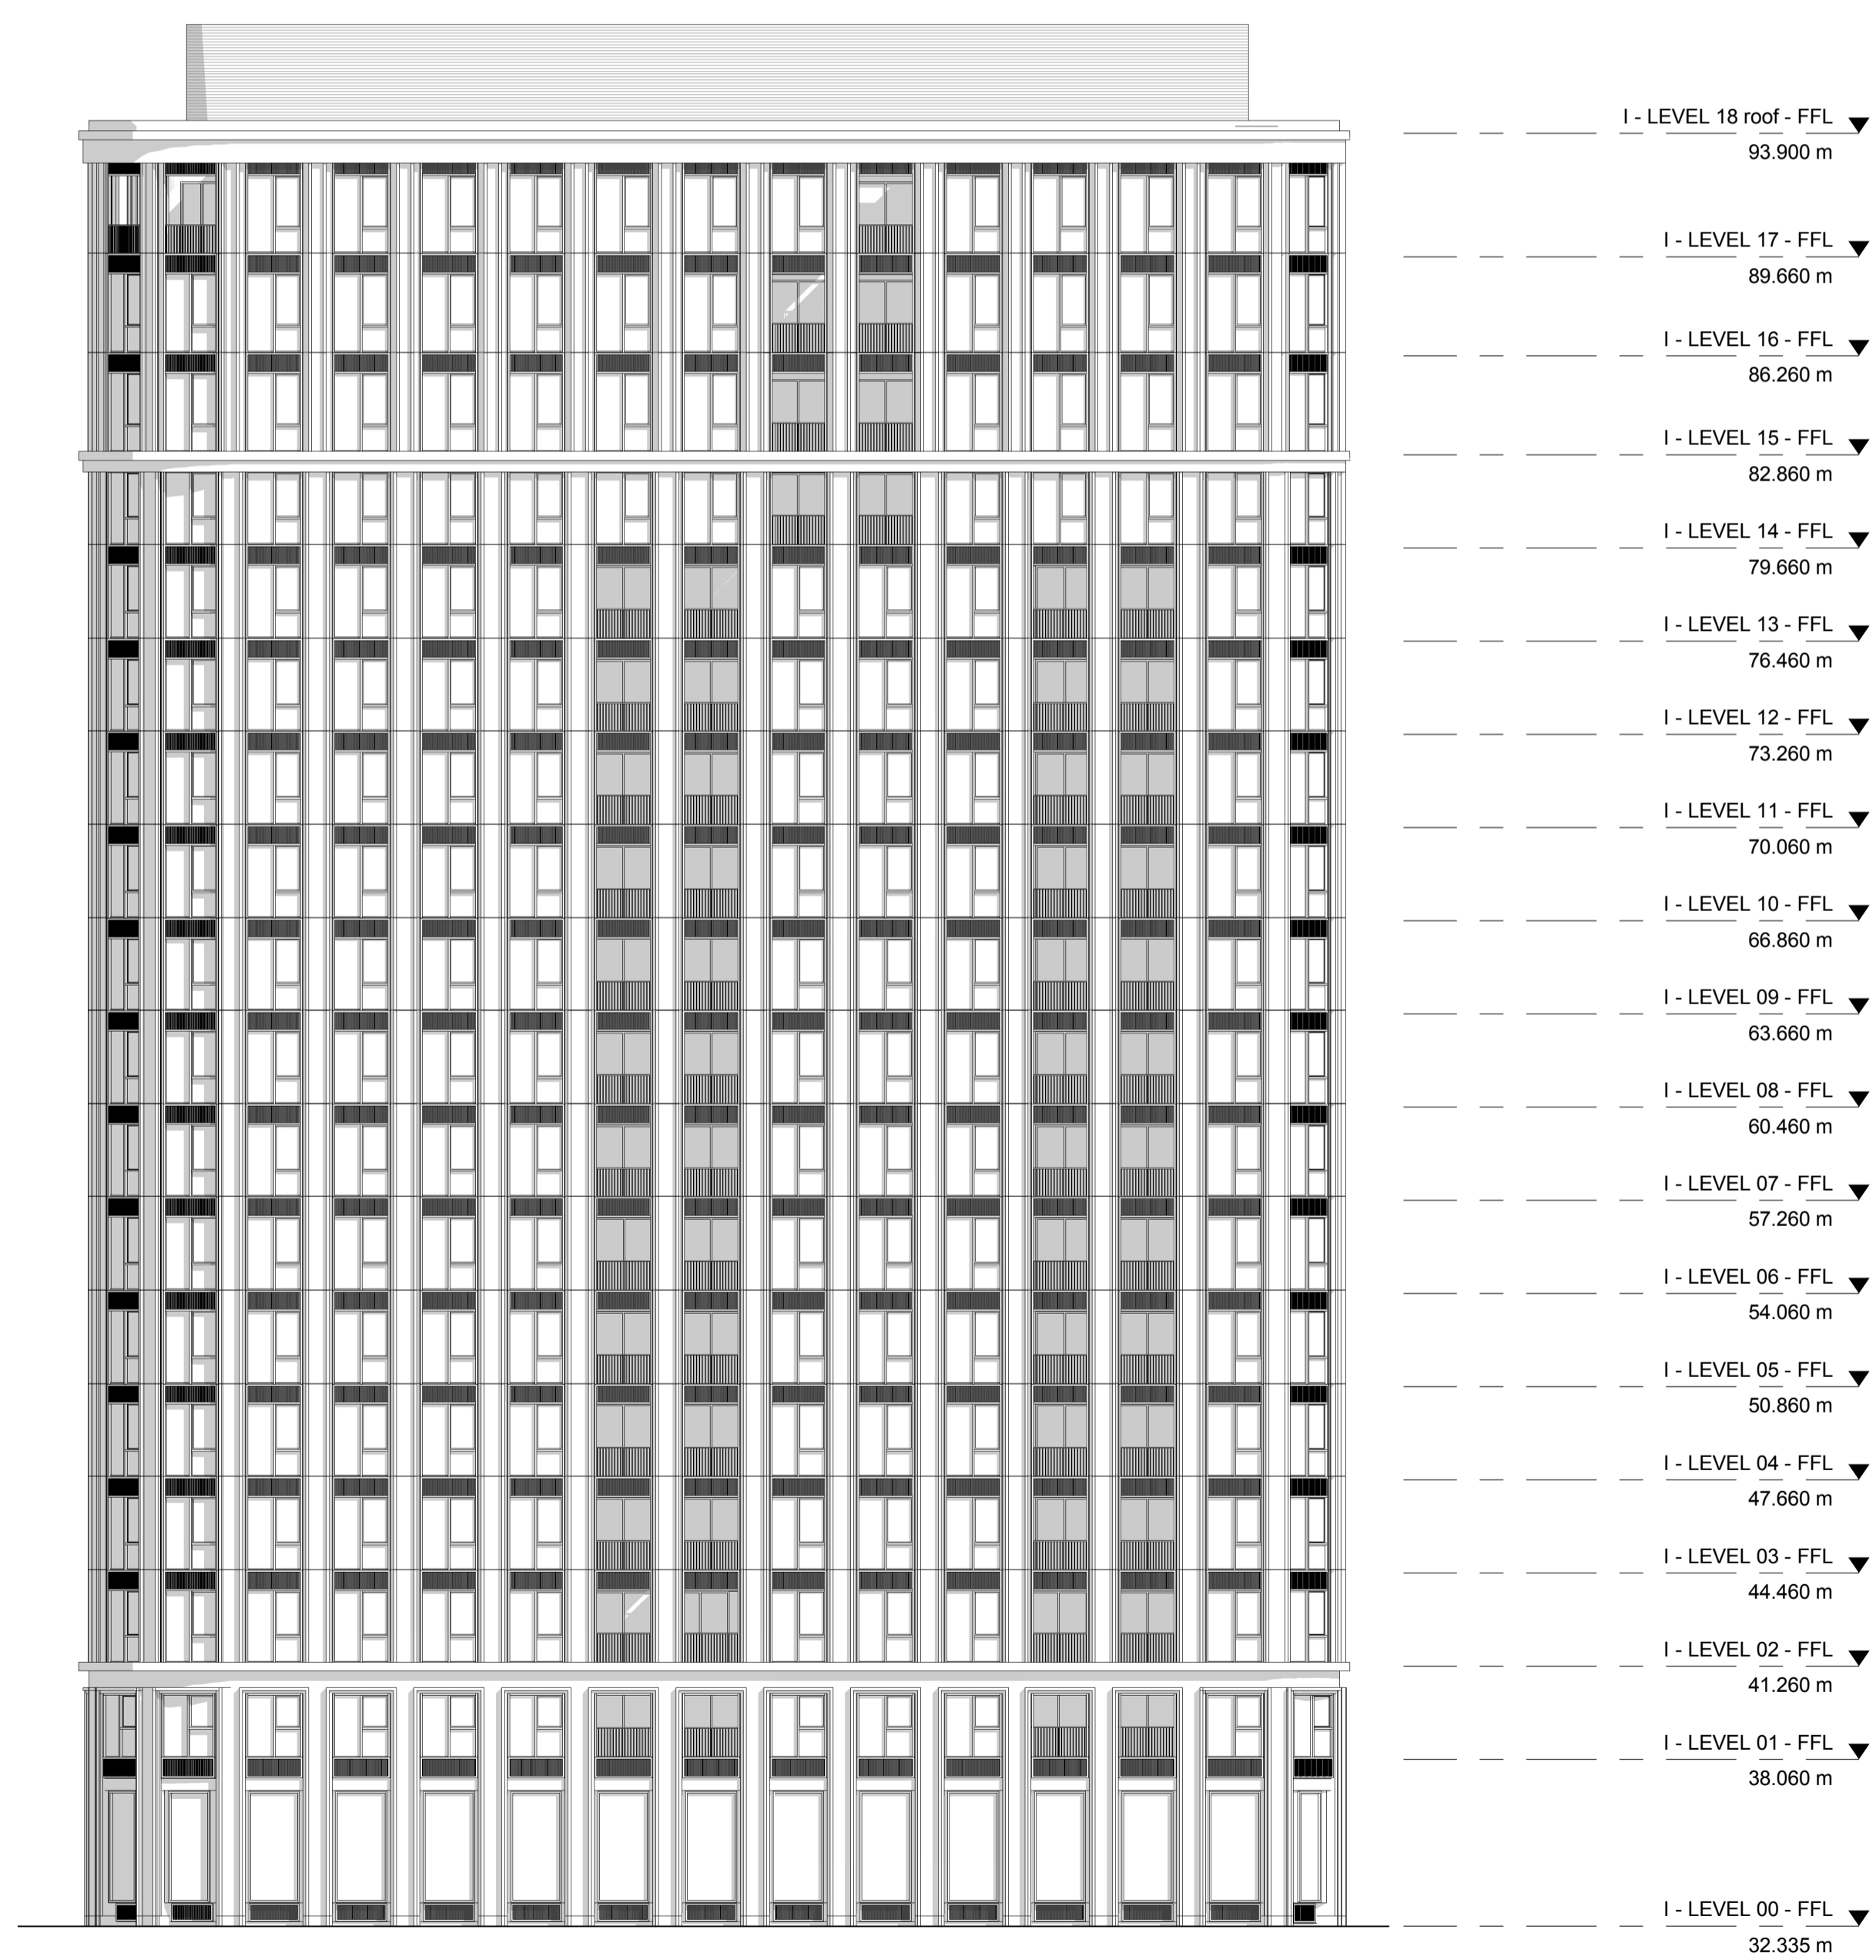 I - LEVEL 18 roof - FFL
93.900 m
I - LEVEL 17 - FFL
89.660 m
I - LEVEL 16 - FFL
86.260 m
I - LEVEL 15 - FFL
82.860 m
I - LEVEL 14 - FFL
79.660 m
I - LEVEL 13 - FFL
76.460 m
I - LEVEL 12 - FFL
73.260 m
I - LEVEL 11 - FFL
70.060 m
I - LEVEL 10 - FFL
66.860 m
I - LEVEL 09 - FFL
63.660 m
I - LEVEL 08 - FFL
60.460 m
I - LEVEL 07 - FFL
57.260 m
I - LEVEL 06 - FFL
54.060 m
I - LEVEL 05 - FFL
50.860 m
I - LEVEL 04 - FFL
47.660 m
I - LEVEL 03 - FFL
44.460 m
I - LEVEL 02 - FFL
41.260 m
I - LEVEL 01 - FFL
38.060 m
I - LEVEL 00 - FFL
32.335 m